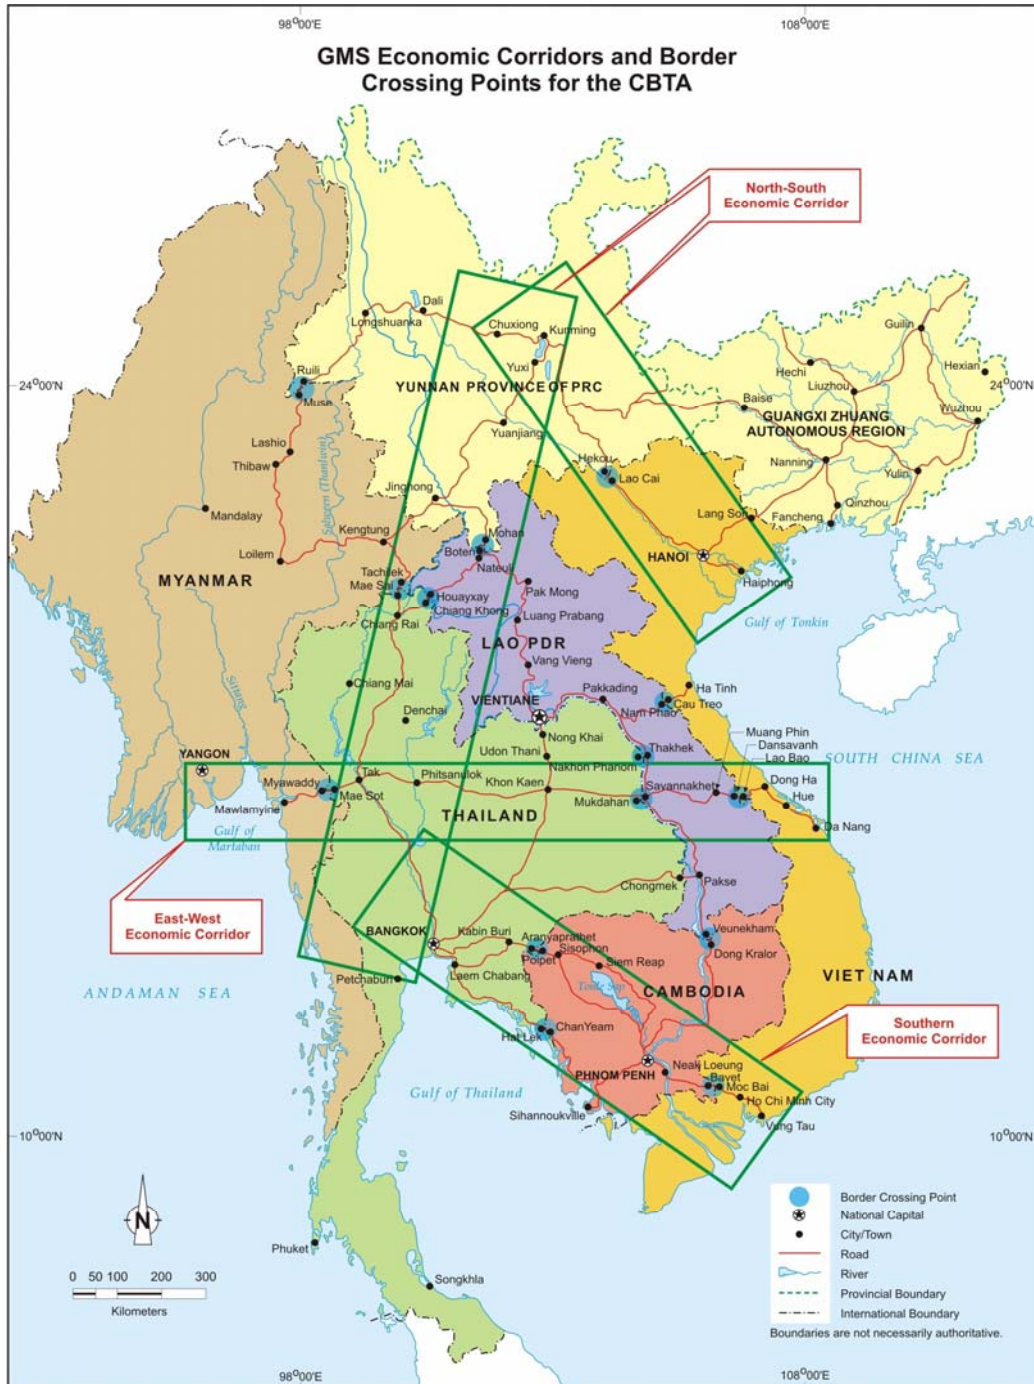 98°00'E
108°00'E
GMS Economic Corridors and Border
Crossing Points for the CBTA
North-South
Economic Corridor
Dali
Longshuanka
Chuxiong
Kunming
Guilin
Yuxi
Hechi
Hexian
Ruili
24°00'N
YUNNAN PROVINCE OF PRC
Liuzhou
24°00'N
Muse
Baise
GUANGXI ZHUANG
AUTONOMOUS REGION
Wuzhou
Yuanjiang
Lashio
Thibaw
Hekou
Nanning
Yulin
Lao Cai
Jinghong
Salween (Thanlwin)
Mandalay
Lang Son
Qinzhou
Fancheng
Kengtung
Mohan
Loilem
Boten
HANOI
MYANMAR
Nateuil
Haiphong
Tachilek
Mae Sai
Houayxay
Pak Mong
Chiang Khong
Luang Prabang
Chiang Rai
Gulf of Tonkin
LAO PDR
Vang Vieng
Chiang Mai
Sittang
Pakkading
Ha Tinh
VIENTIANE
Cau Treo
Nam Phao
Denchai
Nong Khai
Muang Phin
Dansavanh
Lao Bao
YANGON
Udon Thani
Thakhek
SOUTH CHINA SEA
Nakhon Phanom
Tak
Phitsanulok
Khon Kaen
Savannakhet
Dong Ha
Myawaddy
Mae Sot
Mukdahan
Hue
Mawlamyine
THAILAND
Da Nang
Gulf of
Martaban
Chongmek
Pakse
East-West
Economic Corridor
BANGKOK
Kabin Buri
Aranyaprathet
Veunekham
Poipet
Sisophon
Dong Kralor
Siem Reap
Laem Chabang
VIET NAM
Petchabun
Tonle Sap
CAMBODIA
ANDAMAN SEA
Hat Lek
ChanYeam
Southern
Economic Corridor
PHNOM PENH
Neak Loeung
Bavet
Moc Bai
Gulf of Thailand
Ho Chi Minh City
Sihannoukville
Vung Tau
10°00'N
10°00'N
N
Border Crossing Point
National Capital
City/Town
Road
River
Provincial Boundary
International Boundary
Boundaries are not necessarily authoritative.
Phuket
Songkhla
0 50 100 200 300
Kilometers
98°00'E
108°00'E